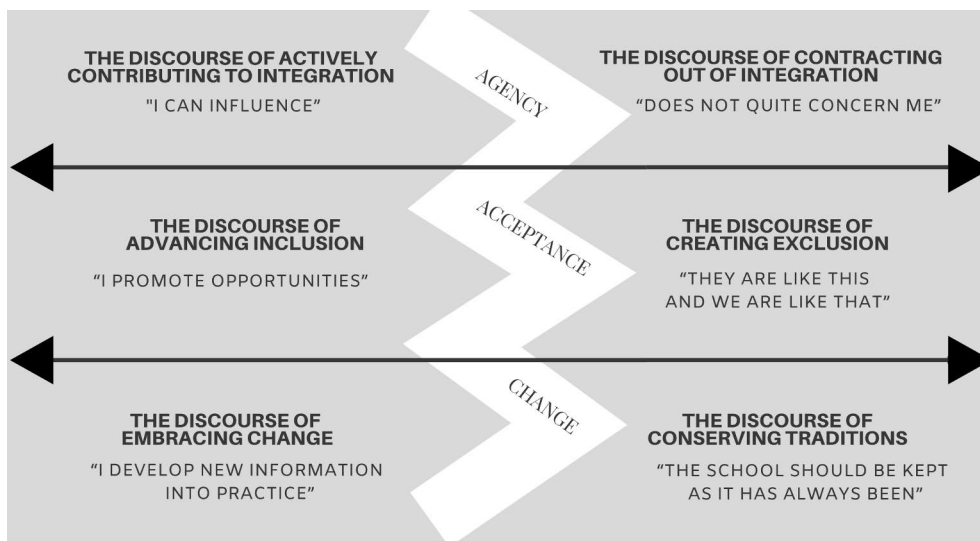 THE DISCOURSE OF ACTIVELY
CONTRIBUTING TO INTEGRATION
"I CAN INFLUENCE”
AGENCY
THE DISCOURSE OF CONTRACTING
OUT OF INTEGRATION
“DOES NOT QUITE CONCERN ME”
THE DISCOURSE OF
ADVANCING INCLUSION
“I PROMOTE OPPORTUNITIES”
ACCEPTANCE
THE DISCOURSE OF
CREATING EXCLUSION
“THEY ARE LIKE THIS
AND WE ARE LIKE THAT”
THE DISCOURSE OF
EMBRACING CHANGE
“I DEVELOP NEW INFORMATION
INTO PRACTICE”
CHANGE
THE DISCOURSE OF
CONSERVING TRADITIONS
“THE SCHOOL SHOULD BE KEPT
AS IT HAS ALWAYS BEEN”